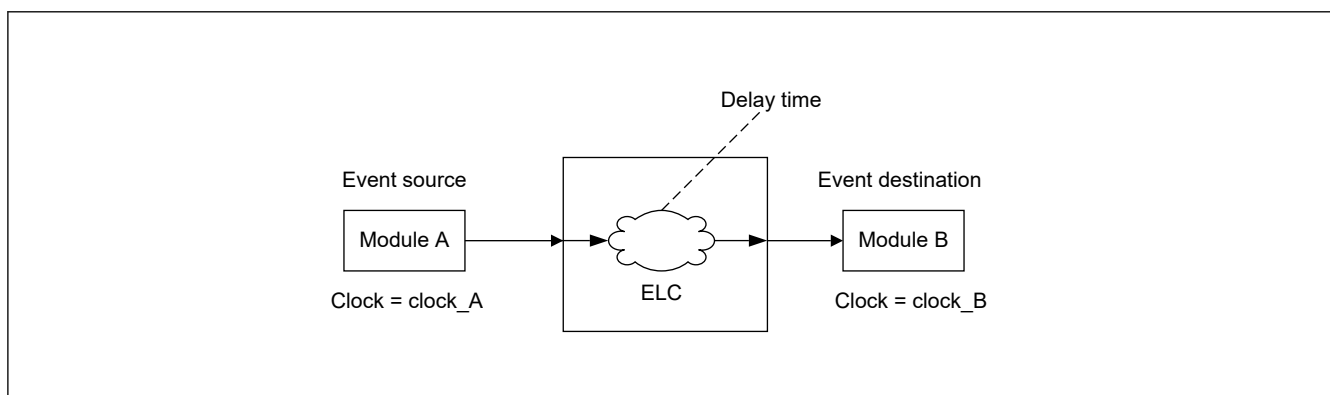 Delay time
Event source
Event destination
Module A
Module B
ELC
Clock = clock_A
Clock = clock_B